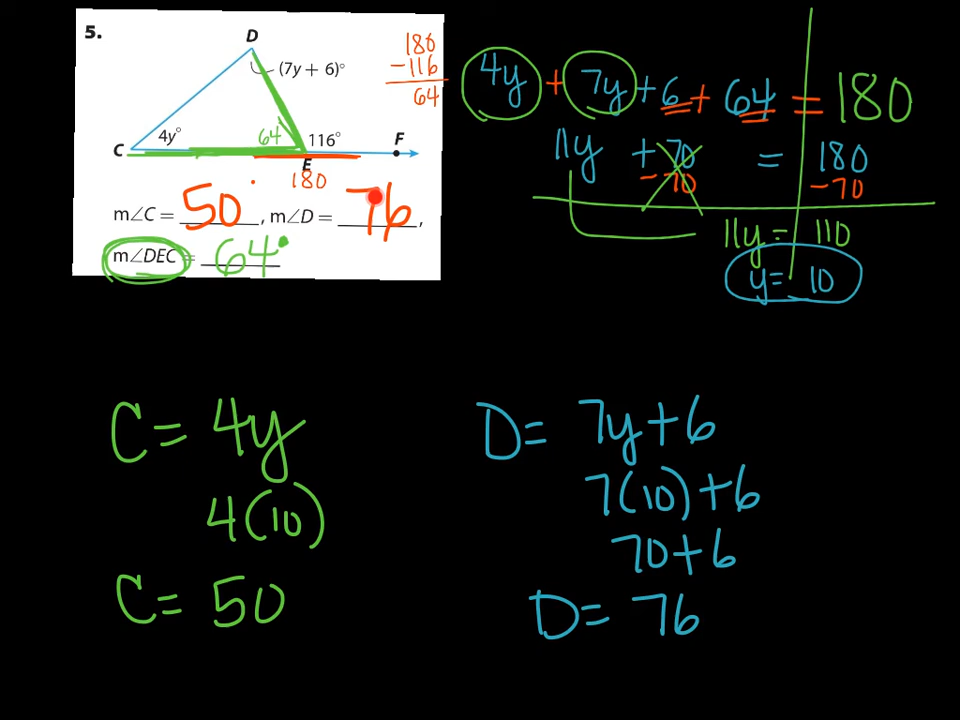 5.
D
(7y + 6)°
180
-116
64
4y°
64
116°
F
C
E
180
m∠C = 50°, m∠D = 76,
m∠DEC = 64°
4y + 7y + 6 + 64 = 180
11y + 70 = 180
-70 -70
11y = 110
y = 10
C = 4y
4(10)
C = 50
D = 7y+6
7(10)+6
70+6
D = 76